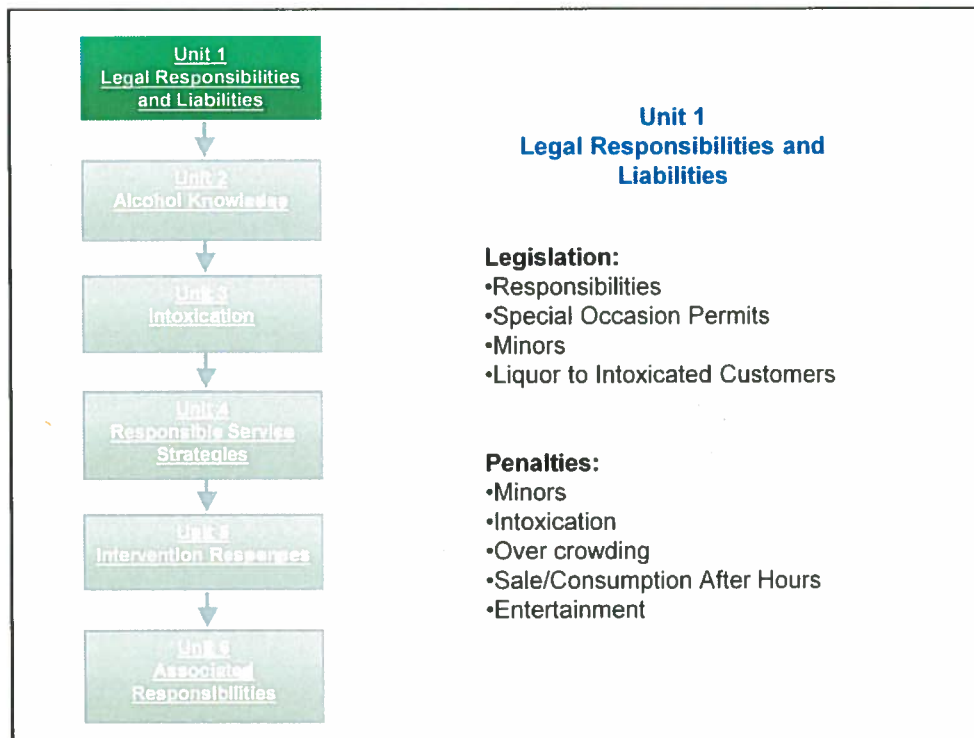 Unit 1
Legal Responsibilities
and Liabilities
Unit 2
Alcohol Knowledge
Unit 3
Intoxication
Unit 4
Responsible Service
Strategies
Unit 5
Intervention Responses
Unit 6
Associated
Responsibilities
Unit 1
Legal Responsibilities and
Liabilities
Legislation:
•Responsibilities
•Special Occasion Permits
•Minors
•Liquor to Intoxicated Customers
Penalties:
•Minors
•Intoxication
•Over crowding
•Sale/Consumption After Hours
•Entertainment